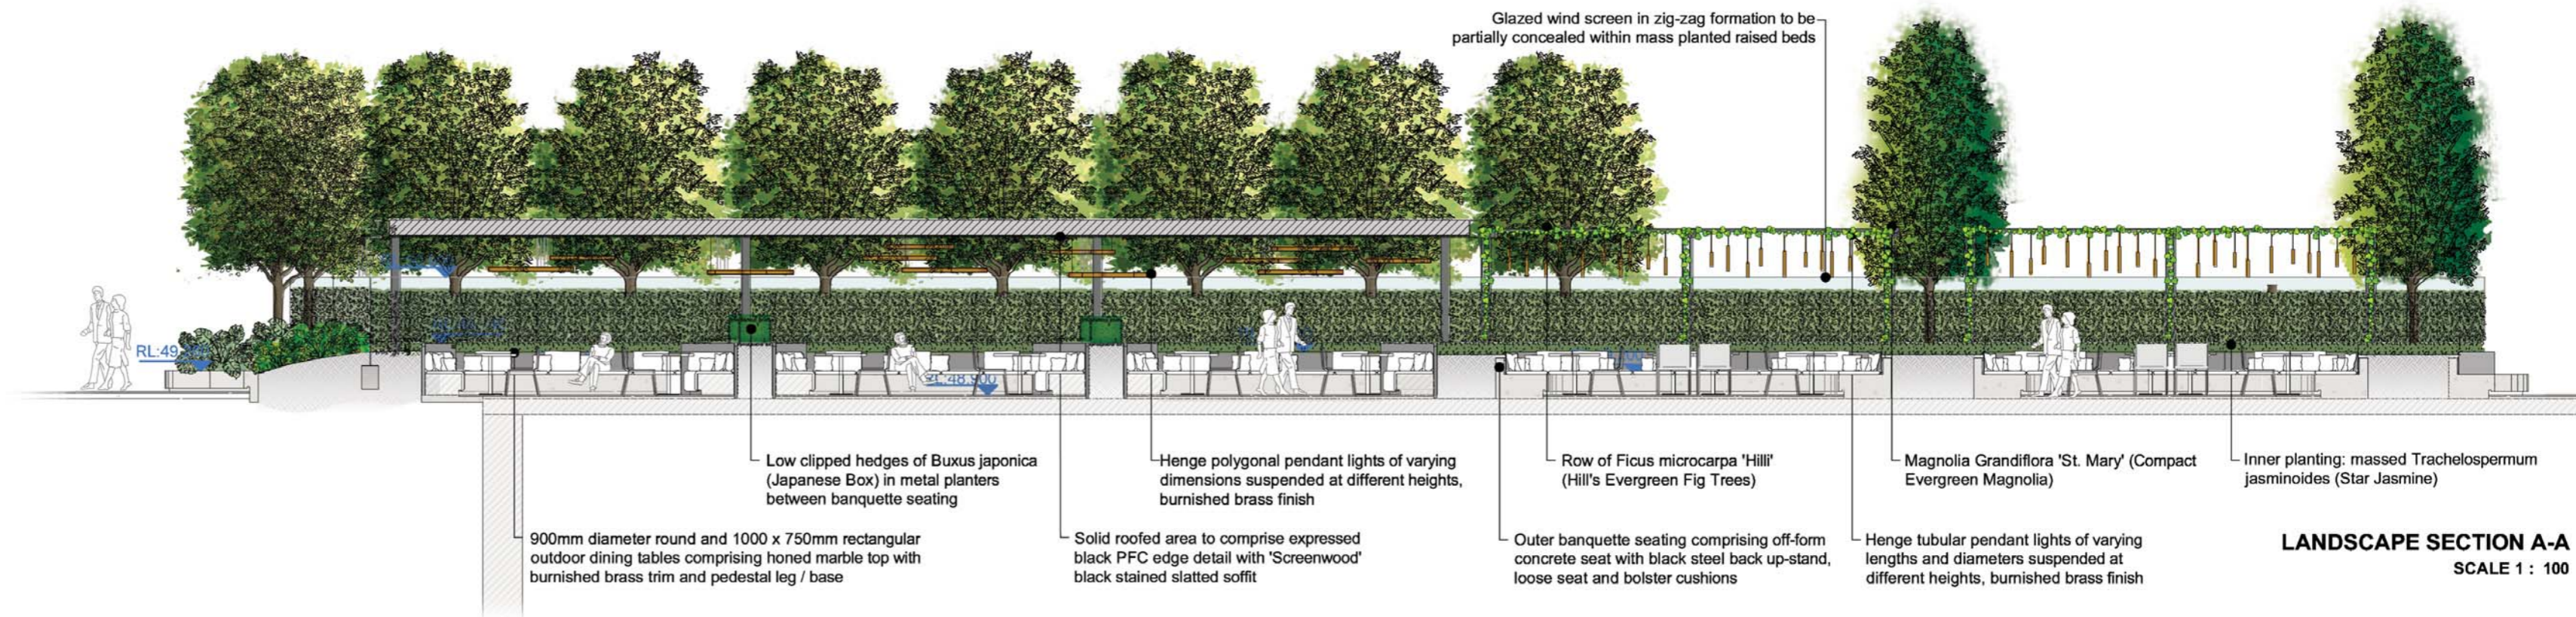 Glazed wind screen in zig-zag formation to be
partially concealed within mass planted raised beds
RL:49
Low clipped hedges of Buxus japonica
(Japanese Box) in metal planters
between banquette seating
Henge polygonal pendant lights of varying
dimensions suspended at different heights,
burnished brass finish
Row of Ficus microcarpa 'Hilli'
(Hill's Evergreen Fig Trees)
Magnolia Grandiflora 'St. Mary' (Compact
Evergreen Magnolia)
Inner planting: massed Trachelospermum
jasminoides (Star Jasmine)
900mm diameter round and 1000 x 750mm rectangular
outdoor dining tables comprising honed marble top with
burnished brass trim and pedestal leg / base
Solid roofed area to comprise expressed
black PFC edge detail with 'Screenwood'
black stained slatted soffit
Outer banquette seating comprising off-form
concrete seat with black steel back up-stand,
loose seat and bolster cushions
Henge tubular pendant lights of varying
lengths and diameters suspended at
different heights, burnished brass finish
LANDSCAPE SECTION A-A
SCALE 1 : 100